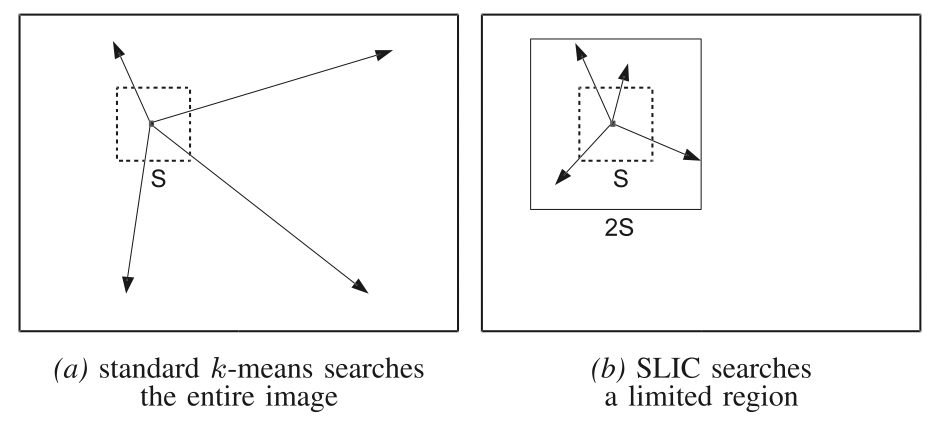 S
S
2S
(a) standard k-means searches
the entire image
(b) SLIC searches
a limited region